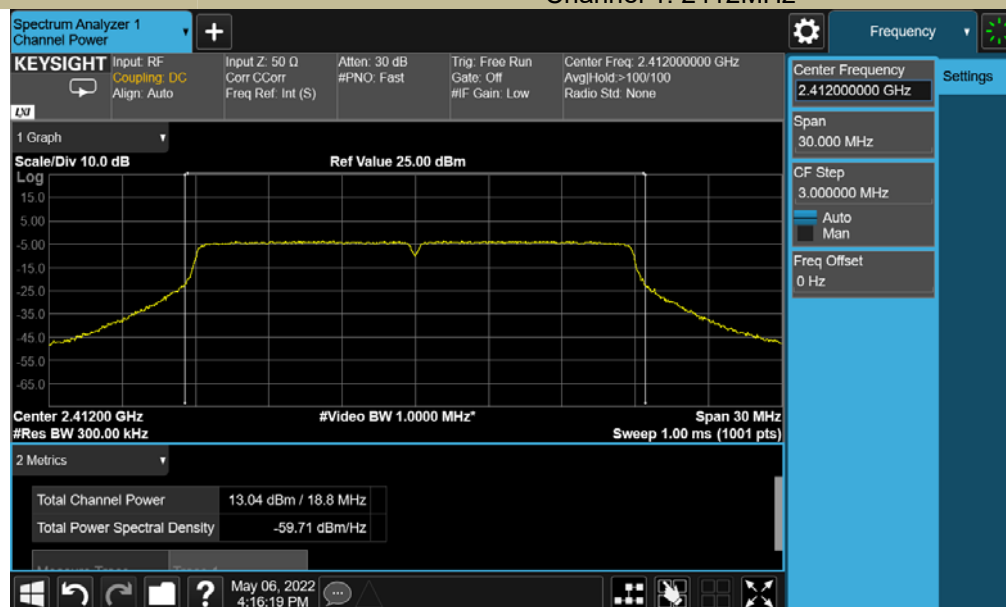 Channel 1: 2412MHz
Spectrum Analyzer 1
Channel Power
Frequency
KEYSIGHT
LXI
Input: RF
Coupling: DC
Align: Auto
Input Z: 50 Ω
Corr CCorr
Freq Ref: Int (S)
Atten: 30 dB
#PNO: Fast
Trig: Free Run
Gate: Off
#IF Gain: Low
Center Freq: 2.412000000 GHz
Avg|Hold:>100/100
Radio Std: None
Center Frequency
2.412000000 GHz
Settings
Span
30.000 MHz
CF Step
3.000000 MHz
Auto
Man
Freq Offset
0 Hz
1 Graph
Scale/Div 10.0 dB
Ref Value 25.00 dBm
Log
15.0
5.00
-5.00
-15.0
-25.0
-35.0
-45.0
-55.0
-65.0
Center 2.41200 GHz
#Video BW 1.0000 MHz*
Span 30 MHz
#Res BW 300.00 kHz
Sweep 1.00 ms (1001 pts)
2 Metrics
Total Channel Power
13.04 dBm / 18.8 MHz
Total Power Spectral Density
-59.71 dBm/Hz
?
May 06, 2022
4:16:19 PM